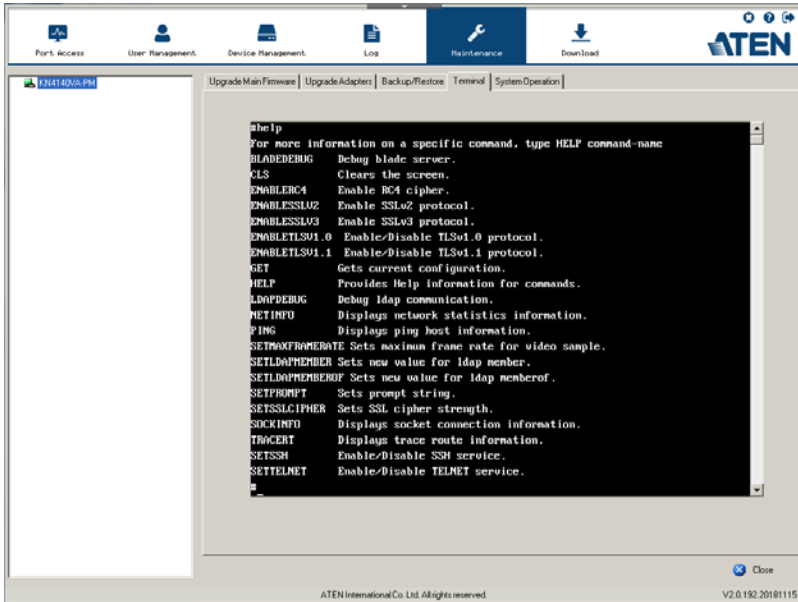 Port Access
User Management
Device Management
Log
Maintenance
Download
ATEN
KN4140VA-PM
Upgrade Main Firmware
Upgrade Adapters
Backup/Restore
Terminal
System Operation
#help
For more information on a specific command, type HELP command-name
BLADEDEBUG Debug blade server.
CLS Clears the screen.
ENABLERC4 Enable RC4 cipher.
ENABLESSLV2 Enable SSLv2 protocol.
ENABLESSLV3 Enable SSLv3 protocol.
ENABLETLSV1.0 Enable/Disable TLSv1.0 protocol.
ENABLETLSV1.1 Enable/Disable TLSv1.1 protocol.
GET Gets current configuration.
HELP Provides Help information for commands.
LDAPDEBUG Debug ldap communication.
NETINFO Displays network statistics information.
PING Displays ping host information.
SETMAXFRAMERATE Sets maximum frame rate for video sample.
SETLDAPMEMBER Sets new value for ldap member.
SETLDAPMEMBEROF Sets new value for ldap memberof.
SETPROMPT Sets prompt string.
SETSSLCIPHER Sets SSL cipher strength.
SOCKINFO Displays socket connection information.
TRACERT Displays trace route information.
SETSSH Enable/Disable SSH service.
SETTELNET Enable/Disable TELNET service.
#_
Close
ATEN International Co. Ltd. All rights reserved.
V2.0.192.20181115